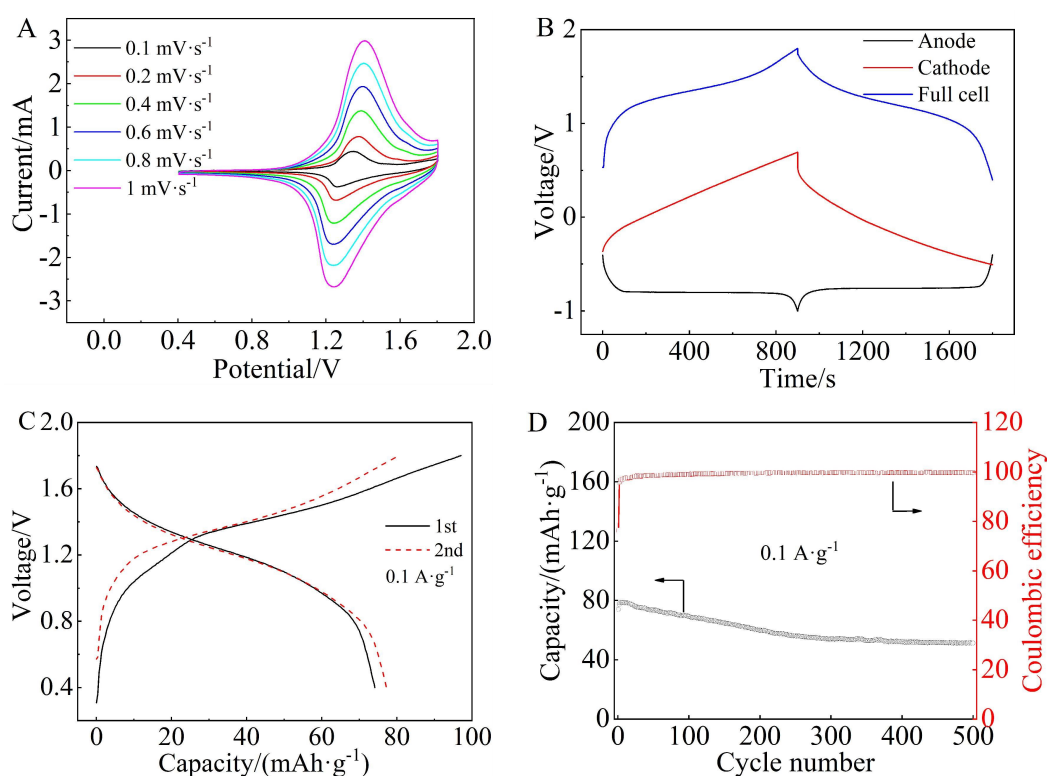 A
3
2
1
0
-1
-2
-3
Current/mA
0.1 mV·s⁻¹
0.2 mV·s⁻¹
0.4 mV·s⁻¹
0.6 mV·s⁻¹
0.8 mV·s⁻¹
1 mV·s⁻¹
0.0 0.4 0.8 1.2 1.6 2.0
Potential/V
B
2
1
0
-1
Voltage/V
Anode
Cathode
Full cell
0 400 800 1200 1600
Time/s
C
2.0
1.6
1.2
0.8
0.4
Voltage/V
1st
2nd
0.1 A·g⁻¹
0 20 40 60 80 100
Capacity/(mAh·g⁻¹)
D
200
160
120
80
40
0
Capacity/(mAh·g⁻¹)
0.1 A·g⁻¹
120
100
80
60
40
20
0
Coulombic efficiency
0 100 200 300 400 500
Cycle number